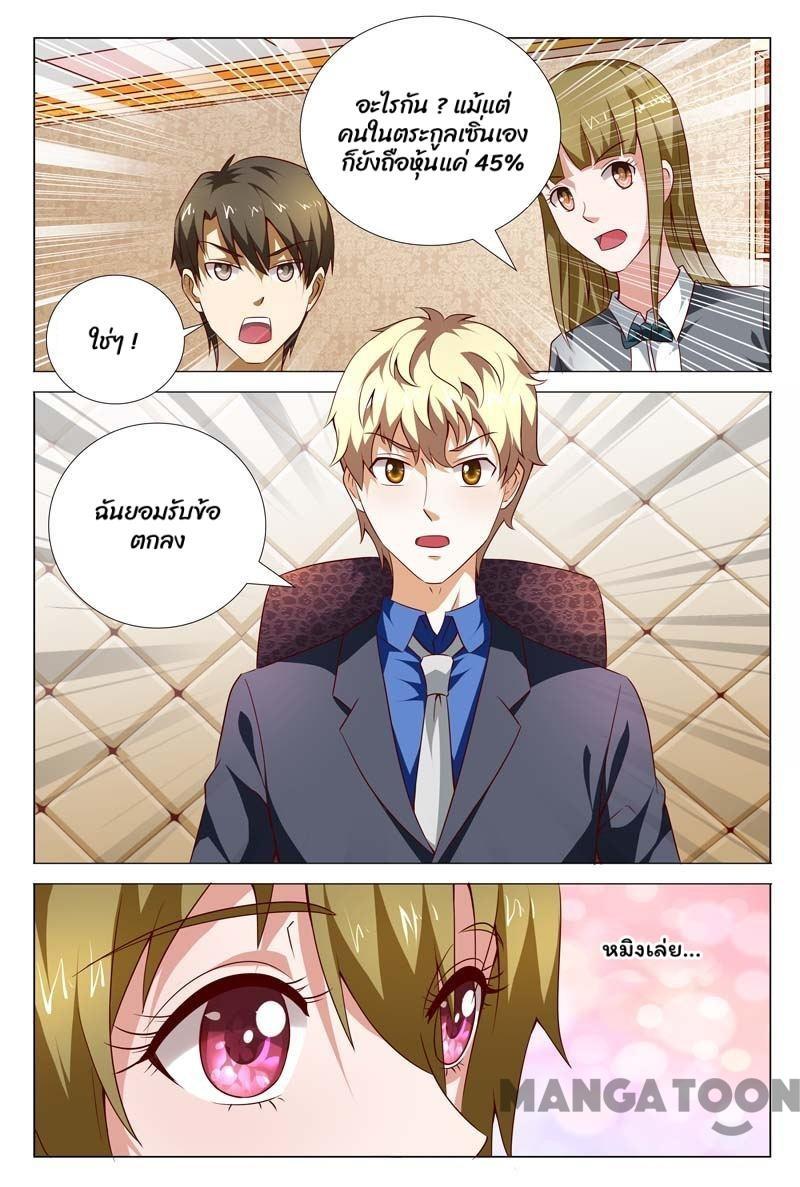 อะไรกัน ? แม้แต่
คนในตระกูลเซิ่นเอง
ก็ยังถือหุ้นแค่ 45%
ใช่ๆ !
ฉันยอมรับข้อ
ตกลง
หมิงเล่ย...
MANGATOON